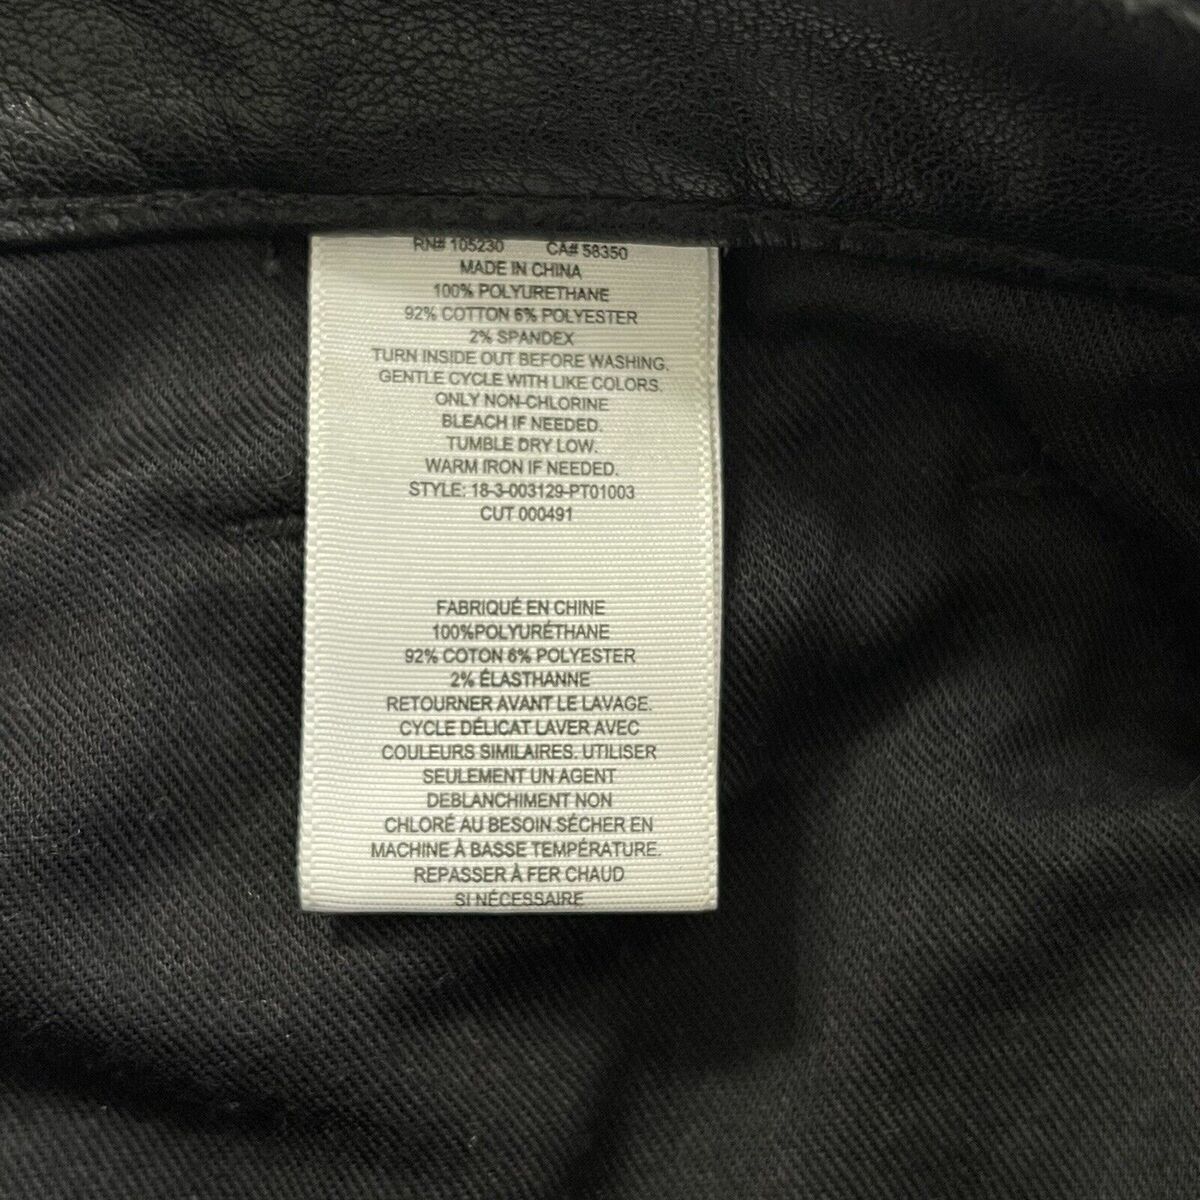 RN# 105230 CA# 58350
MADE IN CHINA
100% POLYURETHANE
92% COTTON 6% POLYESTER
2% SPANDEX
TURN INSIDE OUT BEFORE WASHING.
GENTLE CYCLE WITH LIKE COLORS.
ONLY NON-CHLORINE
BLEACH IF NEEDED.
TUMBLE DRY LOW.
WARM IRON IF NEEDED.
STYLE: 18-3-003129-PT01003
CUT 000491
FABRIQUÉ EN CHINE
100%POLYURÉTHANE
92% COTON 6% POLYESTER
2% ÉLASTHANNE
RETOURNER AVANT LE LAVAGE.
CYCLE DÉLICAT LAVER AVEC
COULEURS SIMILAIRES. UTILISER
SEULEMENT UN AGENT
DEBLANCHIMENT NON
CHLORÉ AU BESOIN.SÉCHER EN
MACHINE À BASSE TEMPÉRATURE.
REPASSER À FER CHAUD
SI NÉCESSAIRE